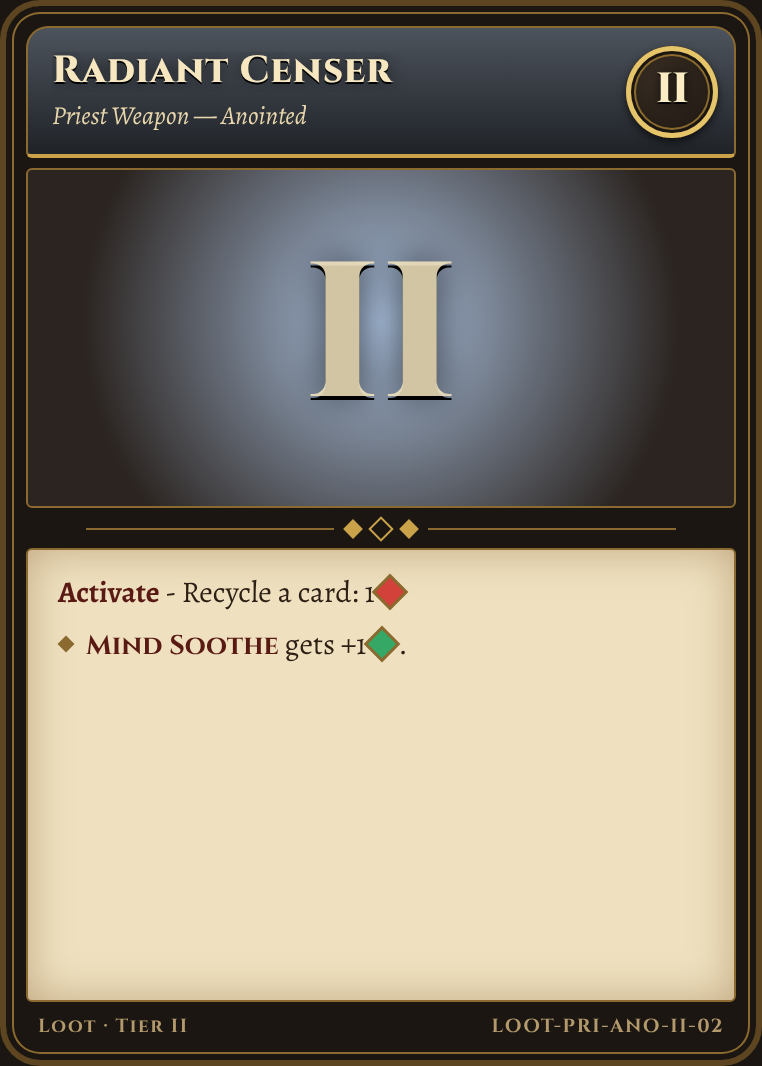 Radiant Censer
Priest Weapon — Anointed
II
II
Activate - Recycle a card: 1
Mind Soothe gets +1.
Loot · Tier II
LOOT-PRI-ANO-II-02